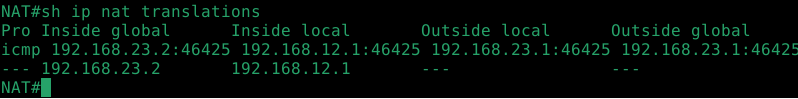 NAT#sh ip nat translations
Pro Inside global      Inside local       Outside local      Outside global
icmp 192.168.23.2:46425 192.168.12.1:46425 192.168.23.1:46425 192.168.23.1:46425
--- 192.168.23.2       192.168.12.1       ---                ---
NAT#